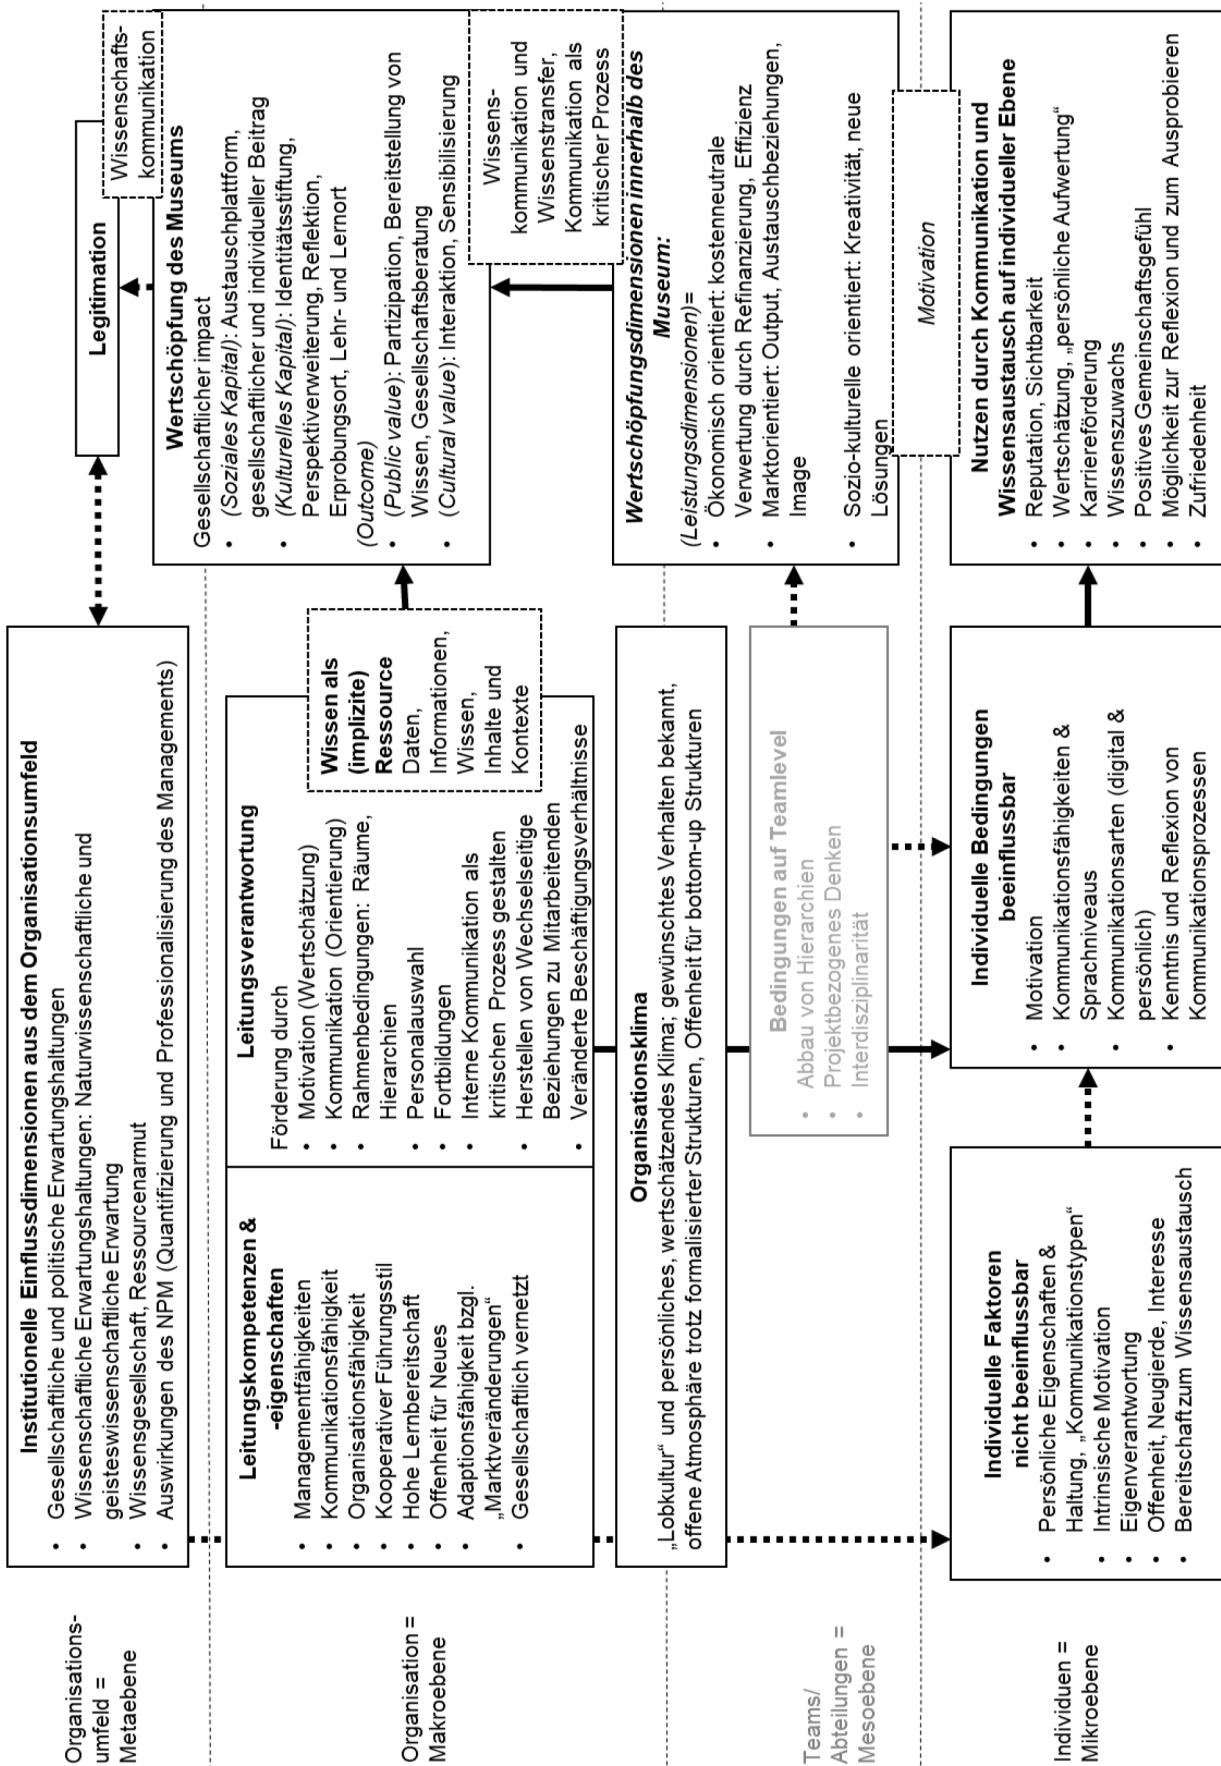 Organisations-
umfeld =
Metaebene
Institutionelle Einflussdimensionen aus dem Organisationsumfeld
• Gesellschaftliche und politische Erwartungshaltungen
• Wissenschaftliche Erwartungshaltungen: Naturwissenschaftliche und
geisteswissenschaftliche Erwartung
• Wissensgesellschaft, Ressourcenarmut
• Auswirkungen des NPM (Quantifizierung und Professionalisierung des Managements)
Legitimation
Wissenschafts-
kommunikation
Organisation =
Makroebene
Leitungskompetenzen &
-eigenschaften
• Managementfähigkeiten
• Kommunikationsfähigkeit
• Organisationsfähigkeit
• Kooperativer Führungsstil
• Hohe Lernbereitschaft
• Offenheit für Neues
• Adaptionsfähigkeit bzgl.
„Marktveränderungen“
• Gesellschaftlich vernetzt
Leitungsverantwortung
Förderung durch
• Motivation (Wertschätzung)
• Kommunikation (Orientierung)
• Rahmenbedingungen: Räume,
Hierarchien
• Personalauswahl
• Fortbildungen
• Interne Kommunikation als
kritischen Prozess gestalten
• Herstellen von Wechselseitige
Beziehungen zu Mitarbeitenden
• Veränderte Beschäftigungsverhältnisse
Wissen als
(implizite)
Ressource
Daten,
Informationen,
Wissen,
Inhalte und
Kontexte
Wertschöpfung des Museums
Gesellschaftlicher impact
• (Soziales Kapital): Austauschplattform,
gesellschaftlicher und individueller Beitrag
• (Kulturelles Kapital): Identitätsstiftung,
Perspektiverweiterung, Reflektion,
Erprobungsort, Lehr- und Lernort
(Outcome)
• (Public value): Partizipation, Bereitstellung von
Wissen, Gesellschaftsberatung
• (Cultural value): Interaktion, Sensibilisierung
Wissens-
kommunikation und
Wissenstransfer,
Kommunikation als
kritischer Prozess
Organisationsklima
„Lobkultur“ und persönliches, wertschätzendes Klima; gewünschtes Verhalten bekannt,
offene Atmosphäre trotz formalisierter Strukturen, Offenheit für bottom-up Strukturen
Wertschöpfungsdimensionen innerhalb des
Museum:
(Leistungsdimensionen)=
• Ökonomisch orientiert: kostenneutrale
Verwertung durch Refinanzierung, Effizienz
• Marktorientiert: Output, Austauschbeziehungen,
Image
• Sozio-kulturelle orientiert: Kreativität, neue
Lösungen
Teams/
Abteilungen =
Mesoebene
Bedingungen auf Teamlevel
• Abbau von Hierarchien
• Projektbezogenes Denken
• Interdisziplinarität
Motivation
Individuen =
Mikroebene
Individuelle Faktoren
nicht beeinflussbar
• Persönliche Eigenschaften &
Haltung, „Kommunikationstypen“
• Intrinsische Motivation
• Eigenverantwortung
• Offenheit, Neugierde, Interesse
• Bereitschaft zum Wissensaustausch
Individuelle Bedingungen
beeinflussbar
• Motivation
• Kommunikationsfähigkeiten &
Sprachniveaus
• Kommunikationsarten (digital &
persönlich)
• Kenntnis und Reflexion von
Kommunikationsprozessen
Nutzen durch Kommunikation und
Wissensaustausch auf individueller Ebene
• Reputation, Sichtbarkeit
• Wertschätzung, „persönliche Aufwertung“
• Karriereförderung
• Wissenszuwachs
• Positives Gemeinschaftsgefühl
• Möglichkeit zur Reflexion und zum Ausprobieren
• Zufriedenheit